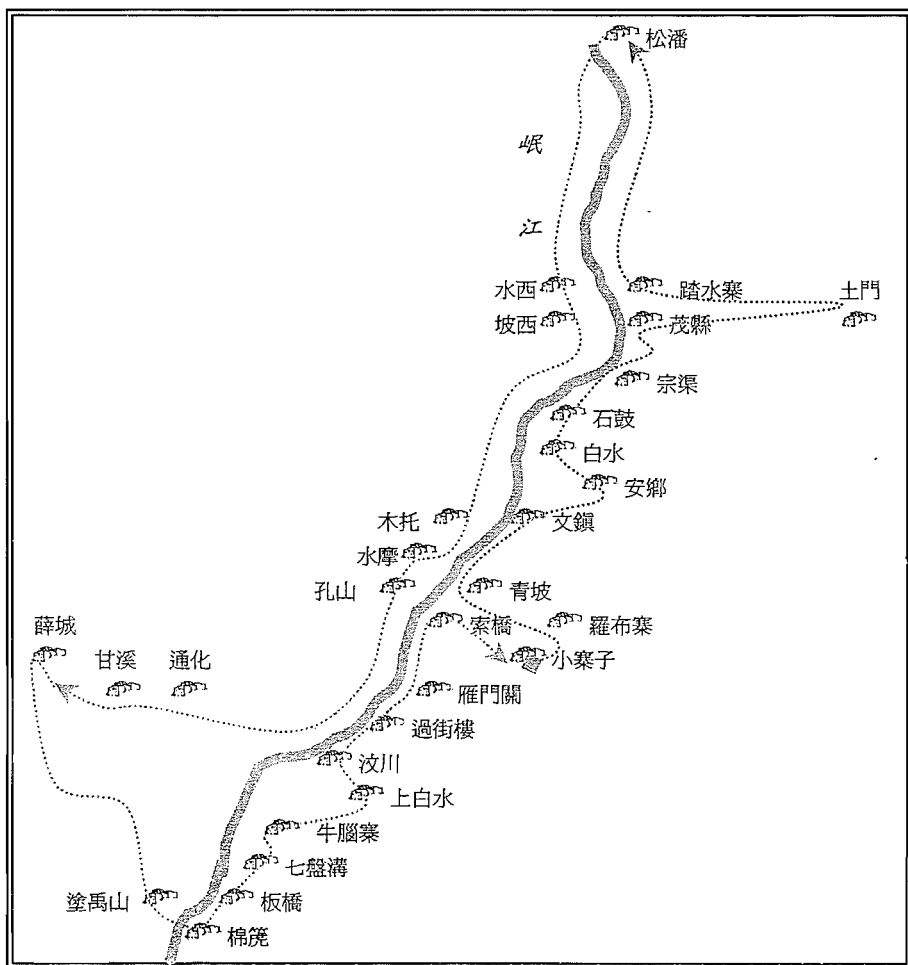 松潘
岷
江
水西
踏水寨
土門
坡西
茂縣
宗渠
石鼓
白水
安鄉
木托
文鎭
水摩
孔山
青坡
索橋
羅布寨
薛城
甘溪
通化
小寨子
雁門關
過街樓
汶川
上白水
牛腦寨
七盤溝
塗禹山
板橋
棉篪